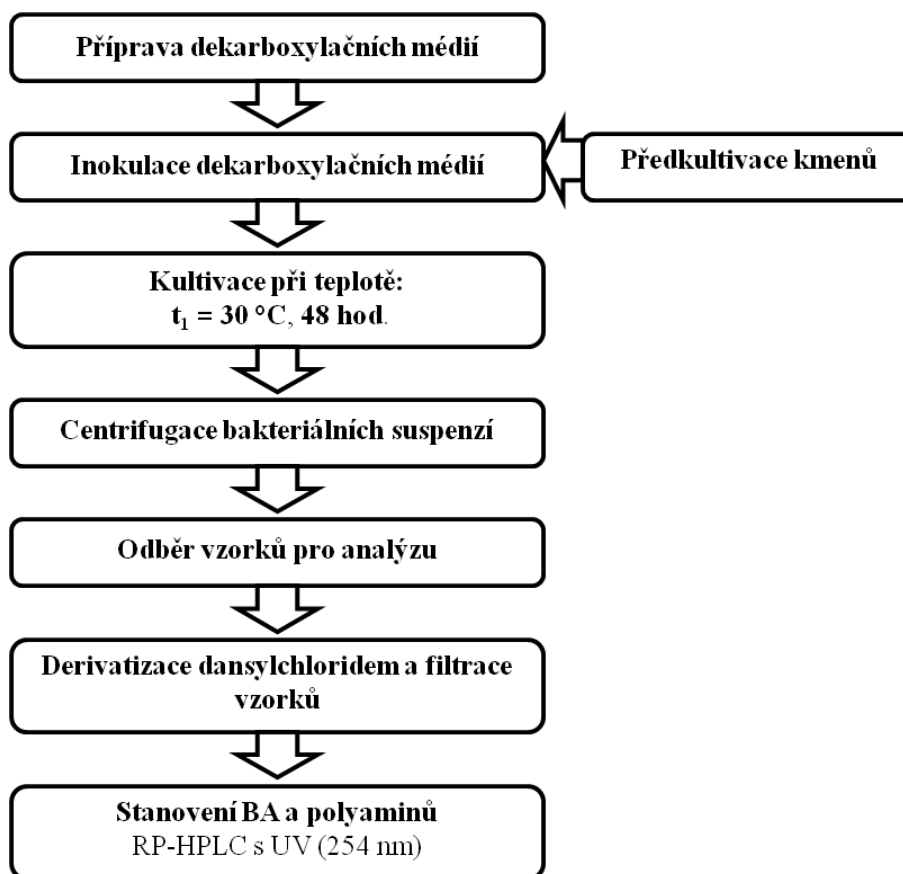 Příprava dekarboxylačních médií
Inokulace dekarboxylačních médií
Předkultivace kmenů
Kultivace při teplotě:
t₁ = 30 °C, 48 hod.
Centrifugace bakteriálních suspenzí
Odběr vzorků pro analýzu
Derivatizace dansylchloridem a filtrace
vzorků
Stanovení BA a polyaminů
RP-HPLC s UV (254 nm)